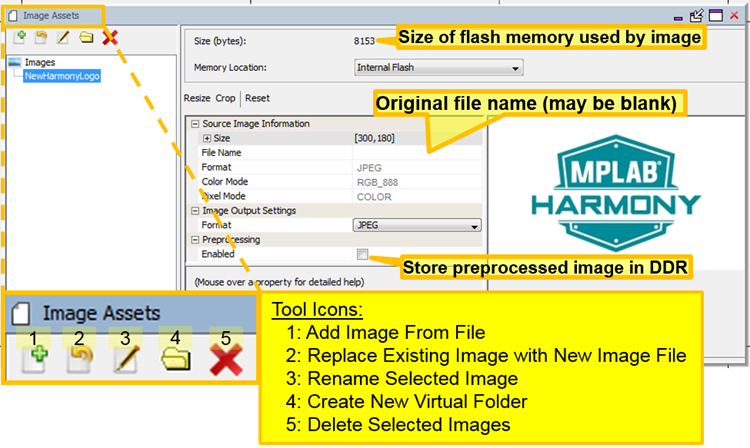 Image Assets
Size (bytes): 8153 Size of flash memory used by image
Images
NewHarmonyLogo
Memory Location: Internal Flash
Resize Crop Reset
Original file name (may be blank)
Source Image Information
Size [300,180]
File Name
Format JPEG
Color Mode RGB_888
Pixel Mode COLOR
Image Output Settings
Format JPEG
Preprocessing
Enabled
Store preprocessed image in DDR
(Mouse over a property for detailed help)
MPLAB
HARMONY
Image Assets
1 2 3 4 5
Tool Icons:
1: Add Image From File
2: Replace Existing Image with New Image File
3: Rename Selected Image
4: Create New Virtual Folder
5: Delete Selected Images